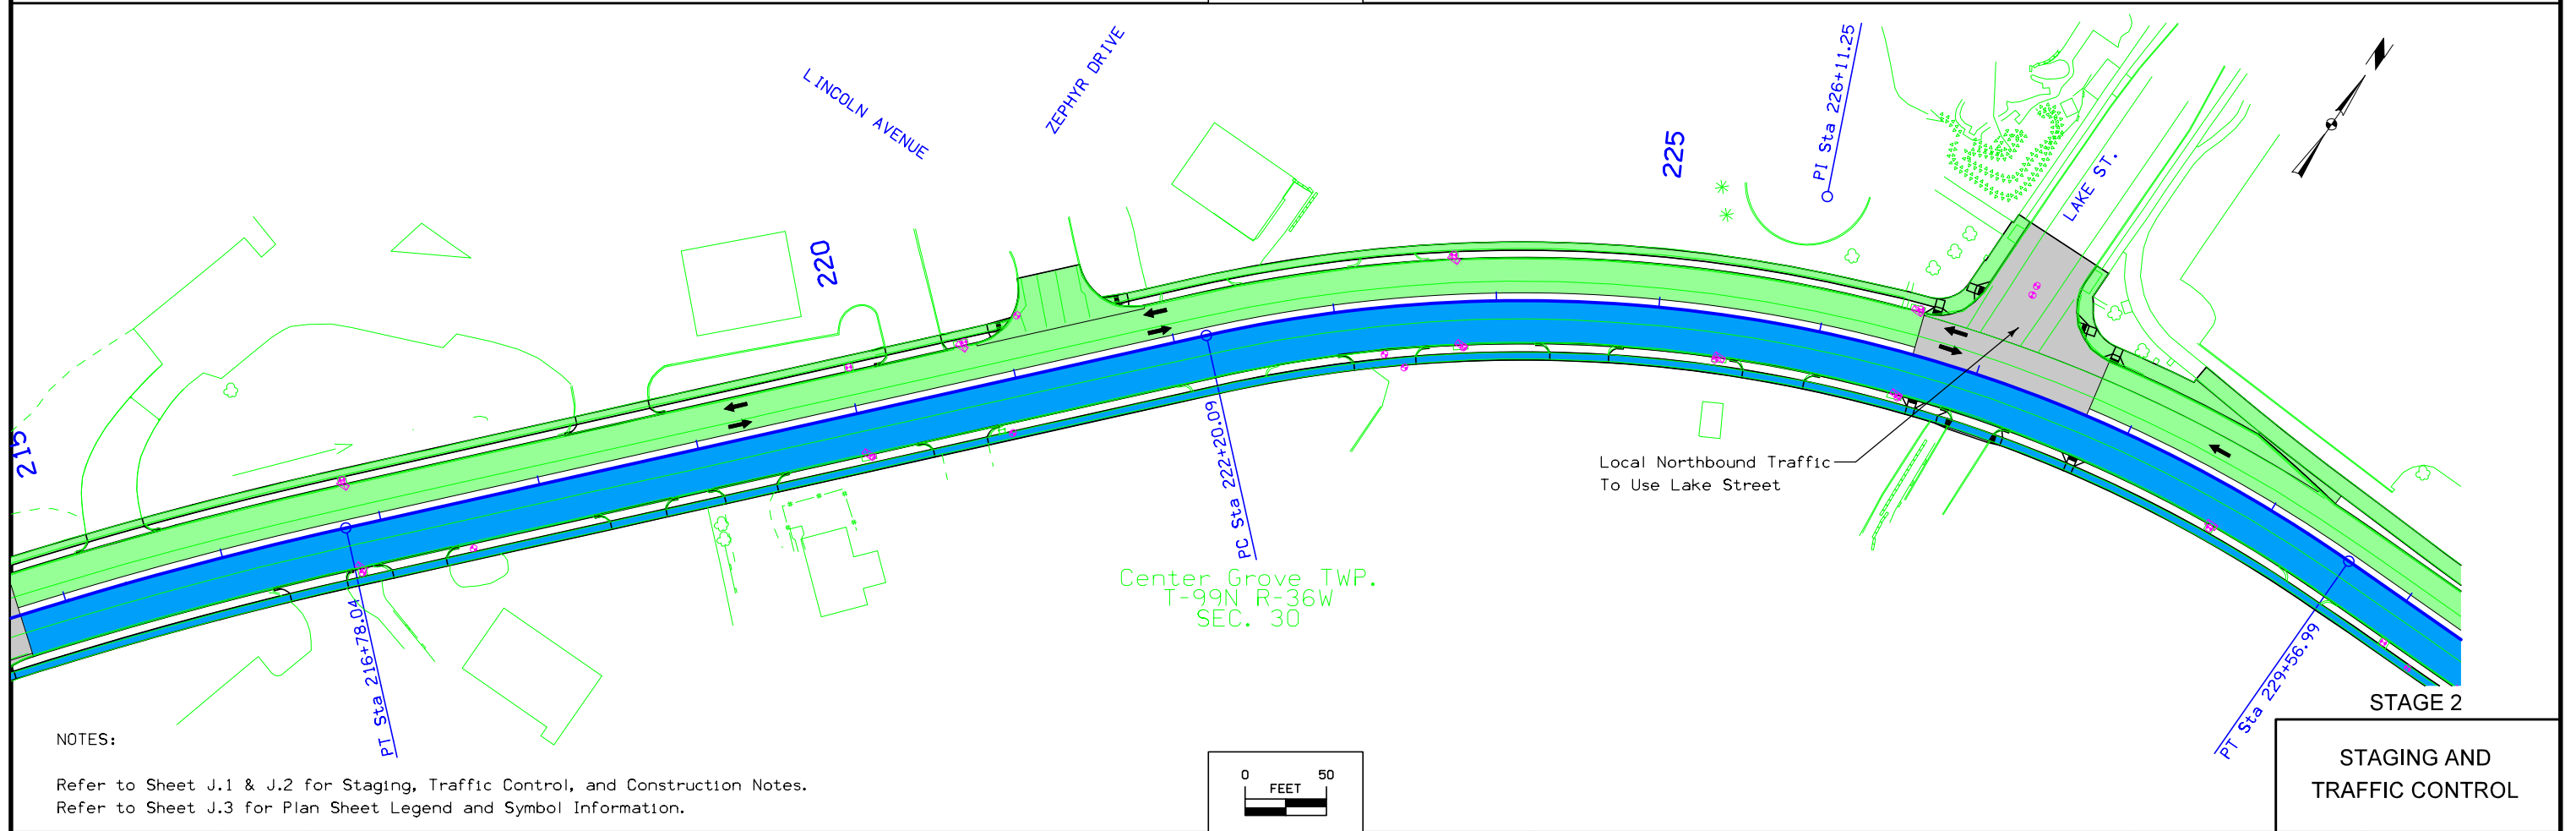 LINCOLN AVENUE
ZEPHYR DRIVE
PI Sta 226+11.25
225
LAKE ST.
220
215
PC Sta 222+20.09
Local Northbound Traffic
To Use Lake Street
Center Grove TWP.
T-99N R-36W
SEC. 30
PT Sta 216+78.04
PT Sta 229+56.99
STAGE 2
NOTES:
Refer to Sheet J.1 & J.2 for Staging, Traffic Control, and Construction Notes.
Refer to Sheet J.3 for Plan Sheet Legend and Symbol Information.
0 50
FEET
STAGING AND
TRAFFIC CONTROL